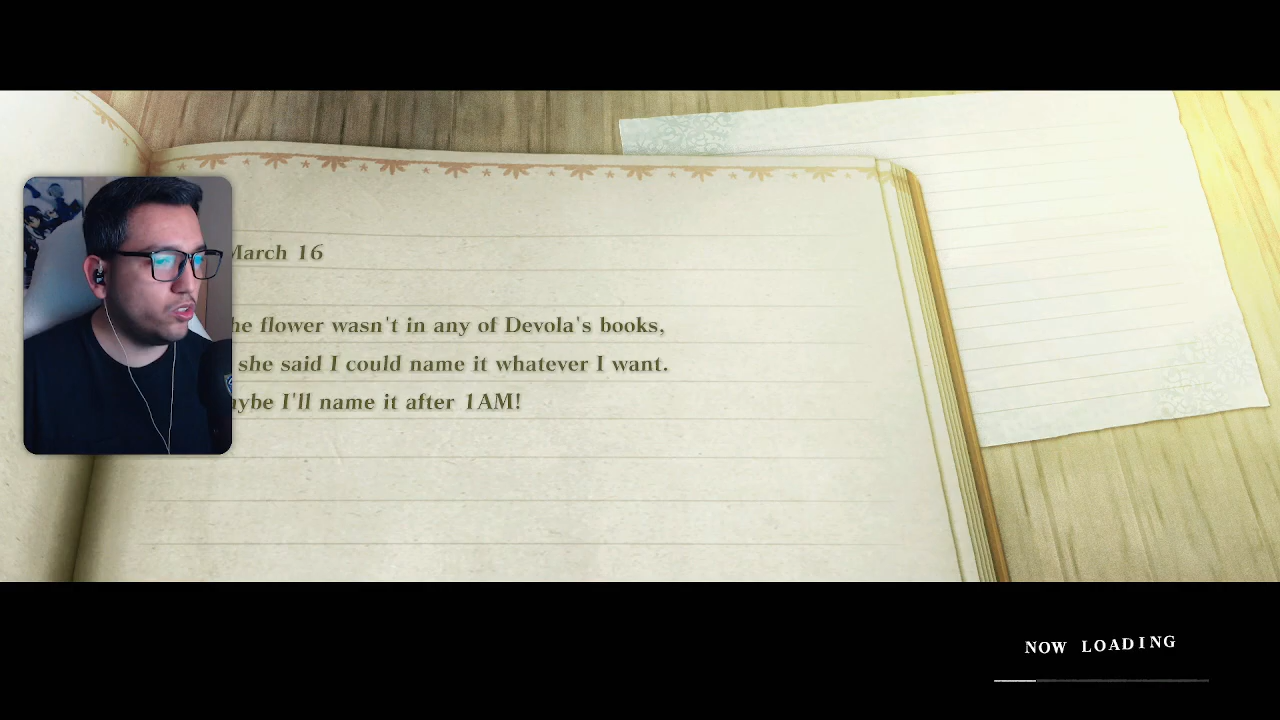 March 16
he flower wasn't in any of Devola's books,
she said I could name it whatever I want.
ybe I'll name it after 1AM!
NOW LOADING